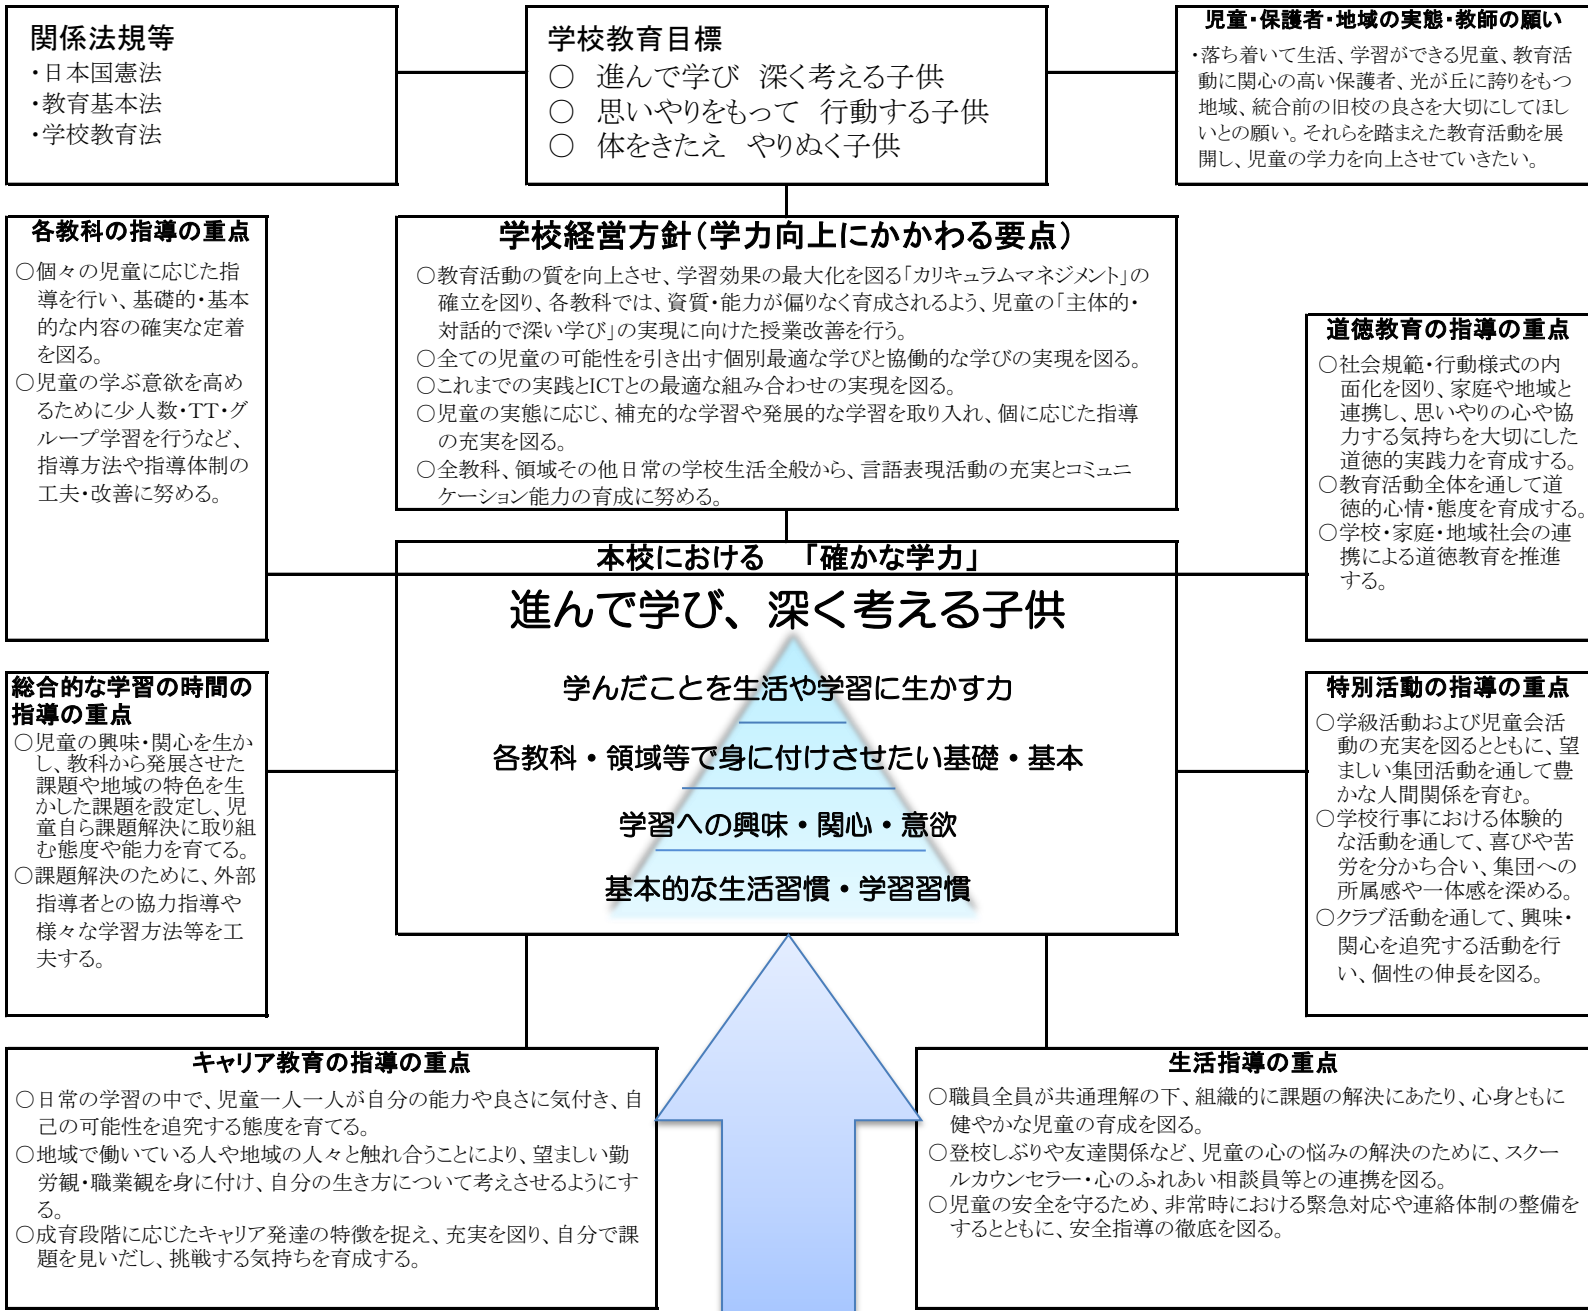 関係法規等
・日本国憲法
・教育基本法
・学校教育法
学校教育目標
○　進んで学び　深く考える子供
○　思いやりをもって　行動する子供
○　体をきたえ　やりぬく子供
児童・保護者・地域の実態・教師の願い
・落ち着いて生活、学習ができる児童、教育活
動に関心の高い保護者、光が丘に誇りをもつ
地域、統合前の旧校の良さを大切にしてほし
いとの願い。それらを踏まえた教育活動を展
開し、児童の学力を向上させていきたい。
各教科の指導の重点
○個々の児童に応じた指
導を行い、基礎的・基本
的な内容の確実な定着
を図る。
○児童の学ぶ意欲を高め
るために少人数・TT・グ
ループ学習を行うなど、
指導方法や指導体制の
工夫・改善に努める。
学校経営方針（学力向上にかかわる要点）
○教育活動の質を向上させ、学習効果の最大化を図る「カリキュラムマネジメント」の
確立を図り、各教科では、資質・能力が偏りなく育成されるよう、児童の「主体的・
対話的で深い学び」の実現に向けた授業改善を行う。
○全ての児童の可能性を引き出す個別最適な学びと協働的な学びの実現を図る。
○これまでの実践とICTとの最適な組み合わせの実現を図る。
○児童の実態に応じ、補充的な学習や発展的な学習を取り入れ、個に応じた指導
の充実を図る。
○全教科、領域その他日常の学校生活全般から、言語表現活動の充実とコミュニ
ケーション能力の育成に努める。
道徳教育の指導の重点
○社会規範・行動様式の内
面化を図り、家庭や地域と
連携し、思いやりの心や協
力する気持ちを大切にした
道徳的実践力を育成する。
○教育活動全体を通して道
徳的心情・態度を育成する。
○学校・家庭・地域社会の連
携による道徳教育を推進
する。
本校における　「確かな学力」
進んで学び、深く考える子供
学んだことを生活や学習に生かす力
各教科・領域等で身に付けさせたい基礎・基本
学習への興味・関心・意欲
基本的な生活習慣・学習習慣
総合的な学習の時間の
指導の重点
○児童の興味・関心を生か
し、教科から発展させた
課題や地域の特色を生
かした課題を設定し、児
童自ら課題解決に取り組
む態度や能力を育てる。
○課題解決のために、外部
指導者との協力指導や
様々な学習方法等を工
夫する。
特別活動の指導の重点
○学級活動および児童会活
動の充実を図るとともに、望
ましい集団活動を通して豊
かな人間関係を育む。
○学校行事における体験的
な活動を通して、喜びや苦
労を分かち合い、集団への
所属感や一体感を深める。
○クラブ活動を通して、興味・
関心を追究する活動を行
い、個性の伸長を図る。
キャリア教育の指導の重点
○日常の学習の中で、児童一人一人が自分の能力や良さに気付き、自
己の可能性を追究する態度を育てる。
○地域で働いている人や地域の人々と触れ合うことにより、望ましい勤
労観・職業観を身に付け、自分の生き方について考えさせるようにす
る。
○成育段階に応じたキャリア発達の特徴を捉え、充実を図り、自分で課
題を見いだし、挑戦する気持ちを育成する。
生活指導の重点
○職員全員が共通理解の下、組織的に課題の解決にあたり、心身ともに
健やかな児童の育成を図る。
○登校しぶりや友達関係など、児童の心の悩みの解決のために、スクー
ルカウンセラー・心のふれあい相談員等との連携を図る。
○児童の安全を守るため、非常時における緊急対応や連絡体制の整備を
するとともに、安全指導の徹底を図る。